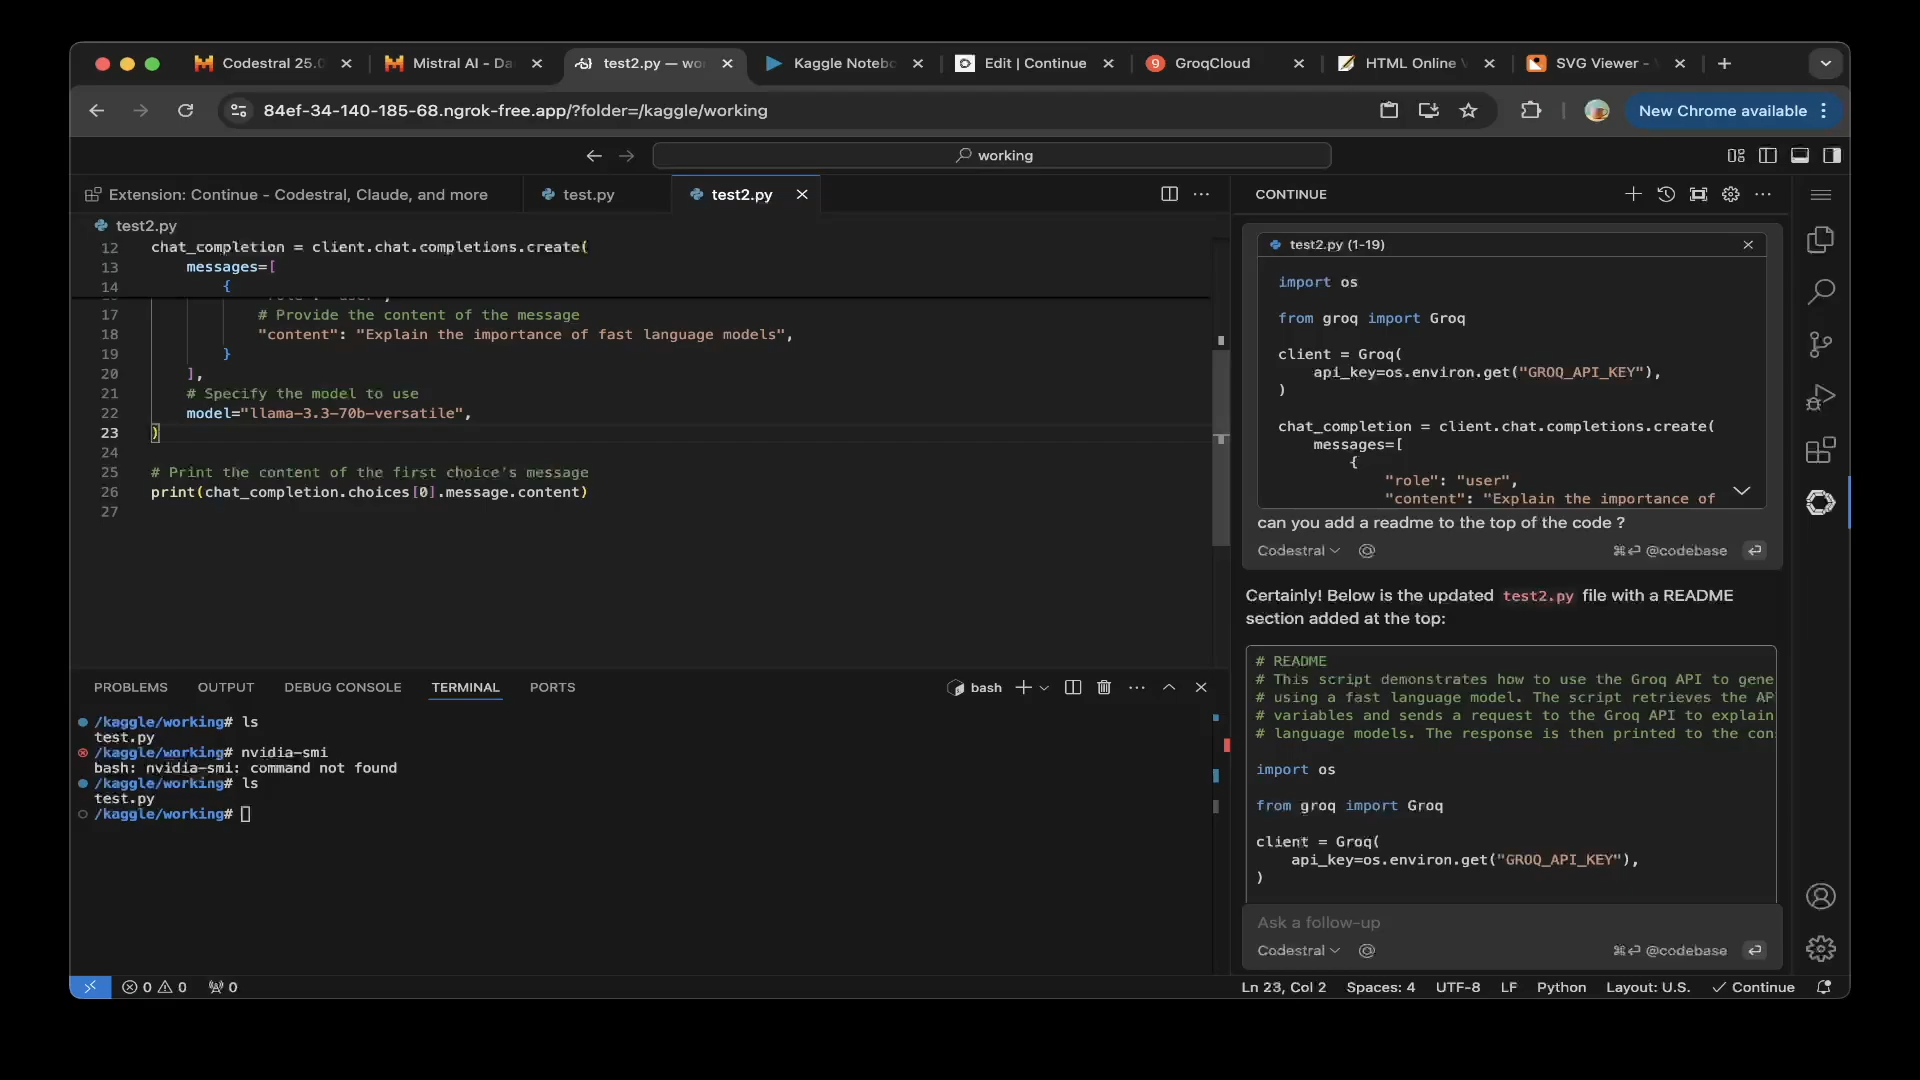 Codestral 25.0
Mistral AI - Da
test2.py — wo
Kaggle Notebo
Edit | Continue
GroqCloud
HTML Online V
SVG Viewer -
84ef-34-140-185-68.ngrok-free.app/?folder=/kaggle/working
New Chrome available
working
Extension: Continue - Codestral, Claude, and more
test.py
test2.py
test2.py
12 chat_completion = client.chat.completions.create(
13 messages=[
14 {
17 # Provide the content of the message
18 "content": "Explain the importance of fast language models",
19 }
20 ],
21 # Specify the model to use
22 model="llama-3.3-70b-versatile",
23 )
24
25 # Print the content of the first choice's message
26 print(chat_completion.choices[0].message.content)
27
PROBLEMS
OUTPUT
DEBUG CONSOLE
TERMINAL
PORTS
bash
/kaggle/working# ls
test.py
/kaggle/working# nvidia-smi
bash: nvidia-smi: command not found
/kaggle/working# ls
test.py
/kaggle/working#
CONTINUE
test2.py (1-19)
import os
from groq import Groq
client = Groq(
api_key=os.environ.get("GROQ_API_KEY"),
)
chat_completion = client.chat.completions.create(
messages=[
{
"role": "user",
"content": "Explain the importance of
can you add a readme to the top of the code ?
Codestral
⌘⏎ @codebase
Certainly! Below is the updated test2.py file with a README
section added at the top:
# README
# This script demonstrates how to use the Groq API to gene
# using a fast language model. The script retrieves the AP
# variables and sends a request to the Groq API to explain
# language models. The response is then printed to the con
import os
from groq import Groq
client = Groq(
api_key=os.environ.get("GROQ_API_KEY"),
)
Ask a follow-up
Codestral
⌘⏎ @codebase
0 0
0
Ln 23, Col 2
Spaces: 4
UTF-8
LF
Python
Layout: U.S.
Continue